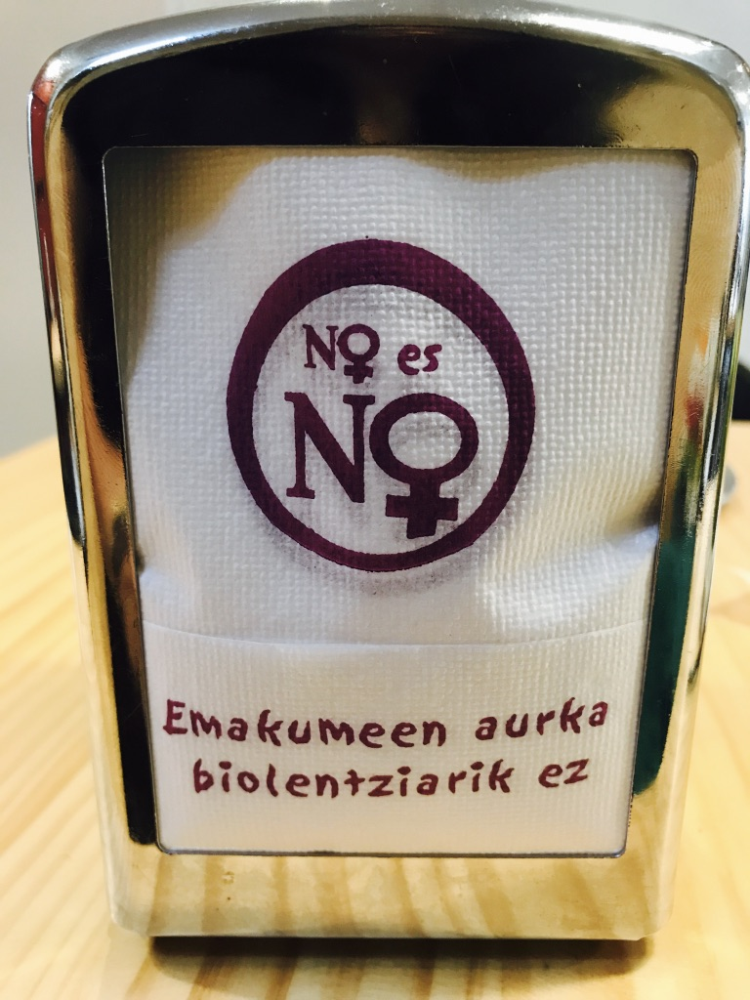 No es
No
Emakumeen aurka
biolentziarik ez